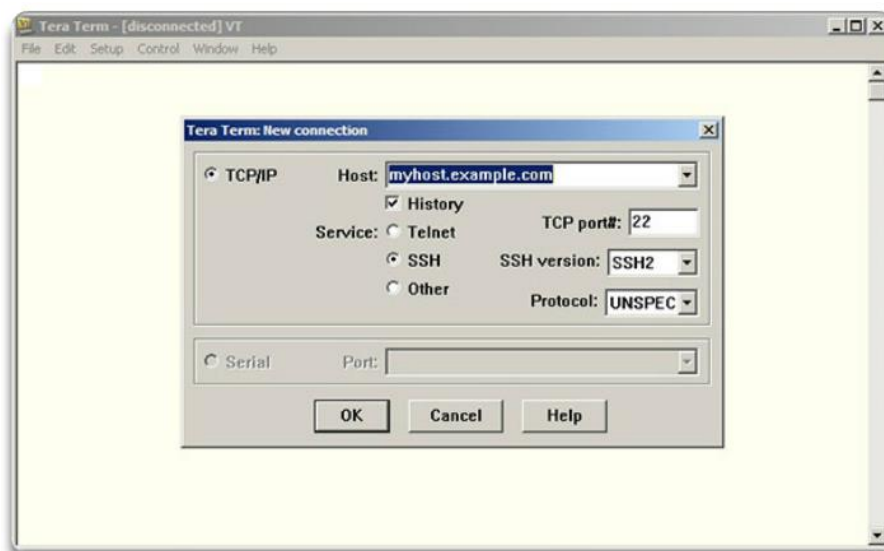 Tera Term - [disconnected] VT
File Edit Setup Control Window Help
Tera Term: New connection
TCP/IP Host: myhost.example.com
History
Service: Telnet TCP port#: 22
SSH SSH version: SSH2
Other Protocol: UNSPEC
Serial Port:
OK Cancel Help